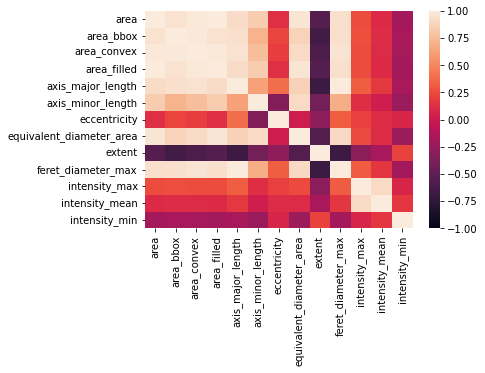 area
area_bbox
area_convex
area_filled
axis_major_length
axis_minor_length
eccentricity
equivalent_diameter_area
extent
feret_diameter_max
intensity_max
intensity_mean
intensity_min
1.00
0.75
0.50
0.25
0.00
−0.25
−0.50
−0.75
−1.00
area
area_bbox
area_convex
area_filled
axis_major_length
axis_minor_length
eccentricity
equivalent_diameter_area
extent
feret_diameter_max
intensity_max
intensity_mean
intensity_min